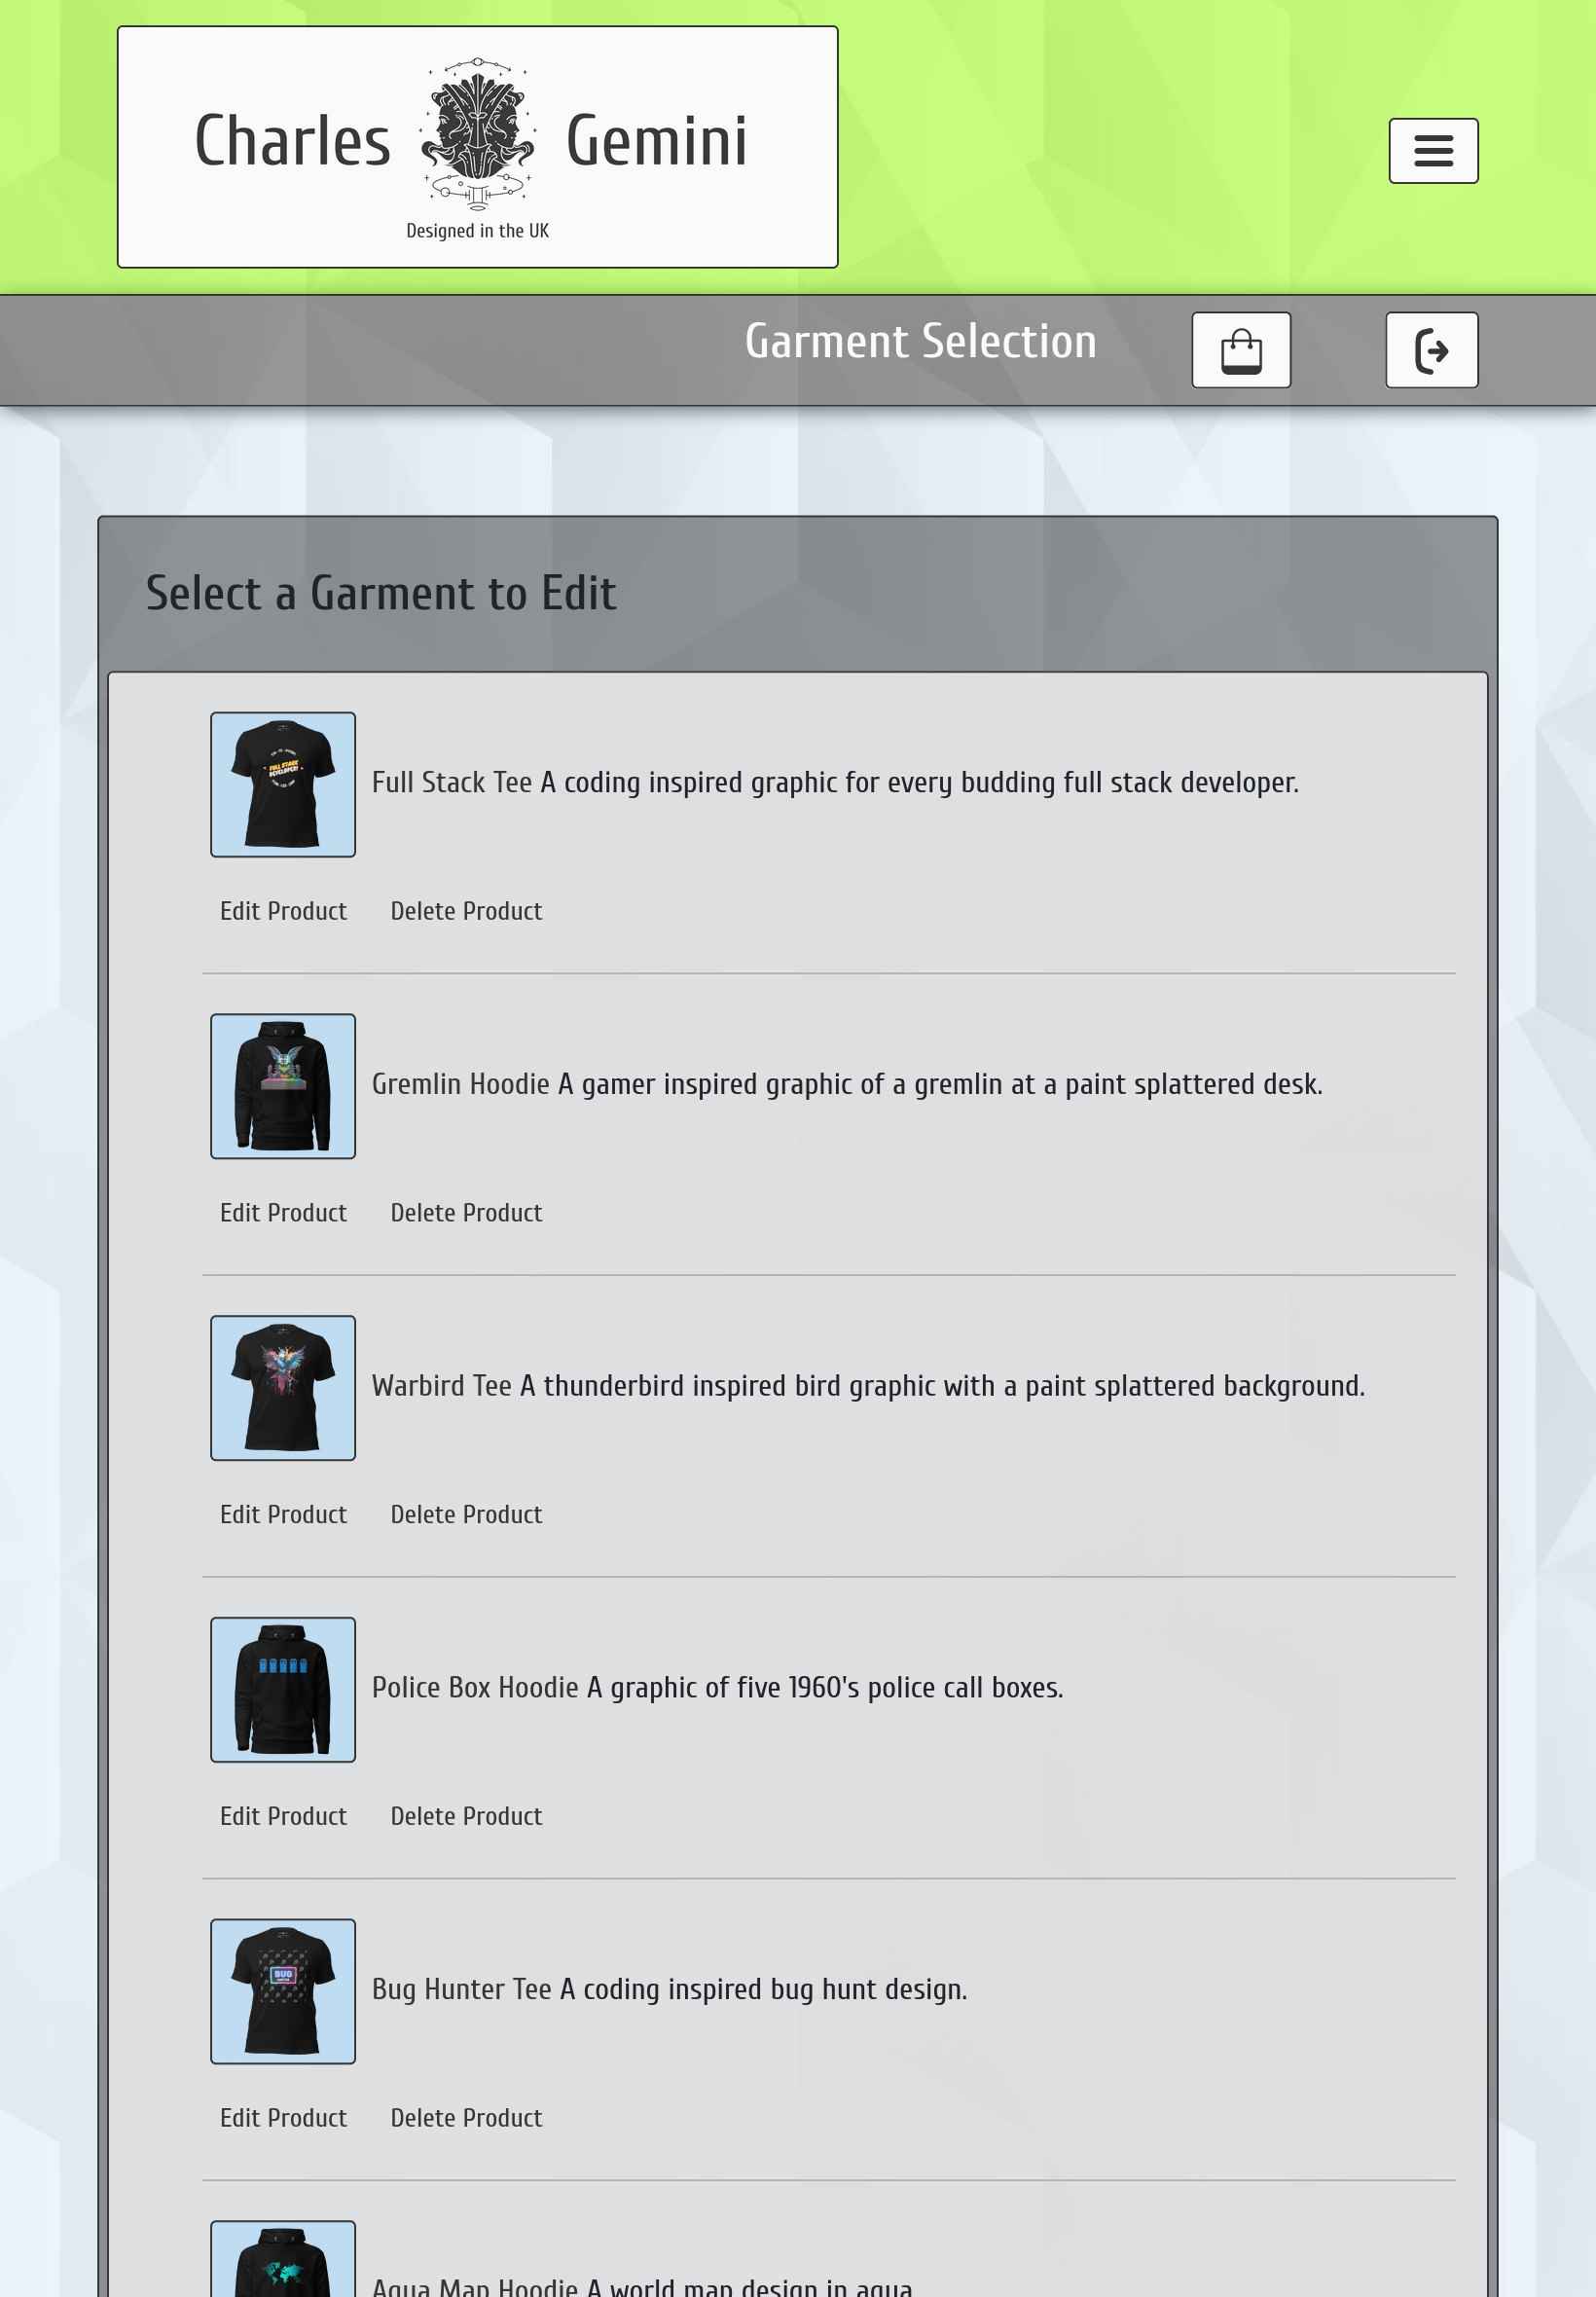 Charles Gemini
Designed in the UK
Garment Selection
Select a Garment to Edit
FULL STACK
DEVELOPER
Full Stack Tee A coding inspired graphic for every budding full stack developer.
Edit Product Delete Product
Gremlin Hoodie A gamer inspired graphic of a gremlin at a paint splattered desk.
Edit Product Delete Product
Warbird Tee A thunderbird inspired bird graphic with a paint splattered background.
Edit Product Delete Product
Police Box Hoodie A graphic of five 1960's police call boxes.
Edit Product Delete Product
BUG
Bug Hunter Tee A coding inspired bug hunt design.
Edit Product Delete Product
Aqua Map Hoodie A world map design in aqua